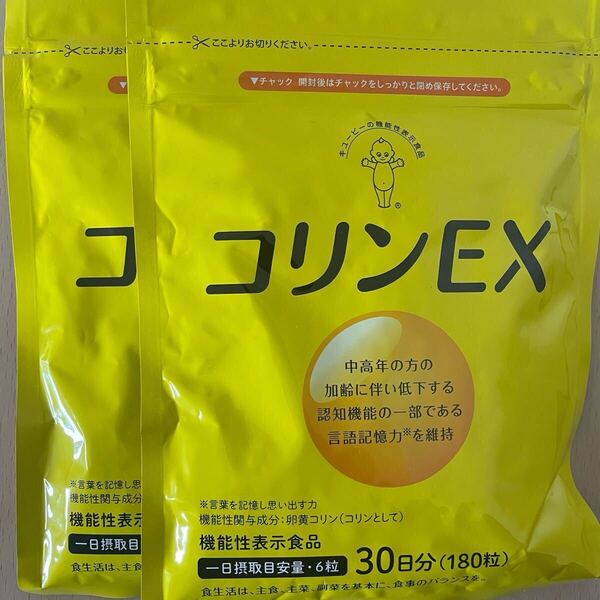 ここよりお切りください。
▼チャック 開封後はチャックをしっかりと閉め保存してください。
キユーピーの機能性表示食品
®
コリンEX
中高年の方の
加齢に伴い低下する
認知機能の一部である
言語記憶力※を維持
※言葉を記憶し思い出す力
機能性関与成分:卵黄コリン(コリンとして)
機能性表示食品
一日摂取目安量・6粒 30日分(180粒)
食生活は、主食、主菜、副菜を基本に、食事のバランスを。
ここよりお切
▼
コ
※言葉を記憶し思い
機能性関与成分
機能性表示
一日摂取目
食生活は、主食